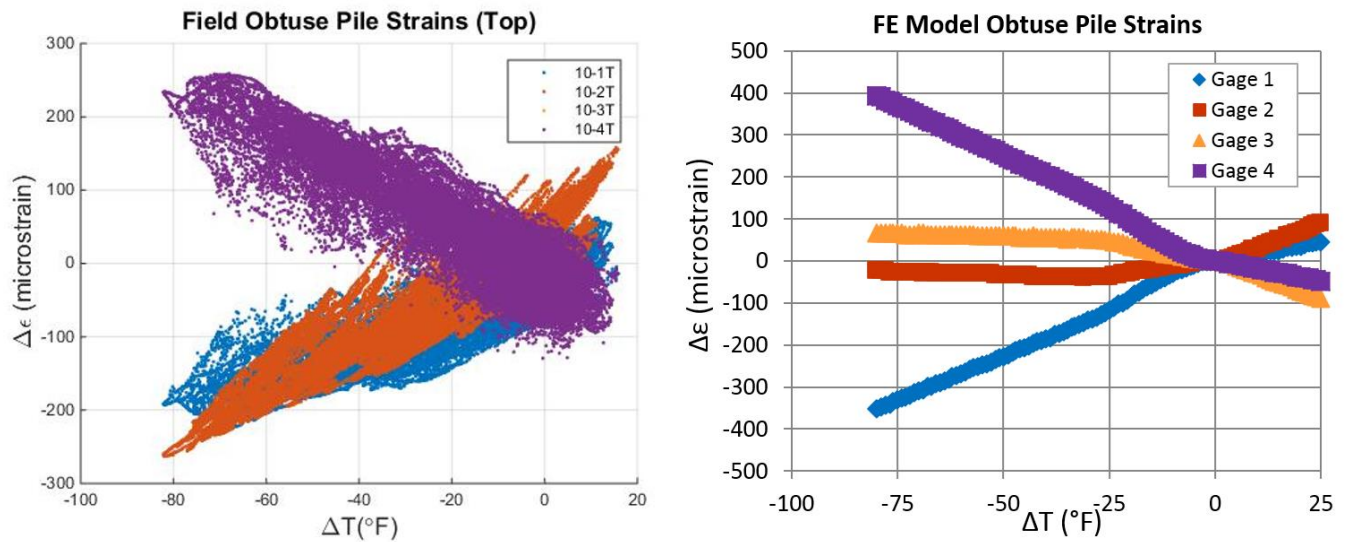 Field Obtuse Pile Strains (Top)
300
200
100
0
-100
-200
-300
-100
-80
-60
-40
-20
0
20
Δϵ (microstrain)
ΔT(°F)
10-1T
10-2T
10-3T
10-4T
FE Model Obtuse Pile Strains
500
400
300
200
100
0
-100
-200
-300
-400
-500
-100
-75
-50
-25
0
25
Δε (microstrain)
ΔT (°F)
Gage 1
Gage 2
Gage 3
Gage 4